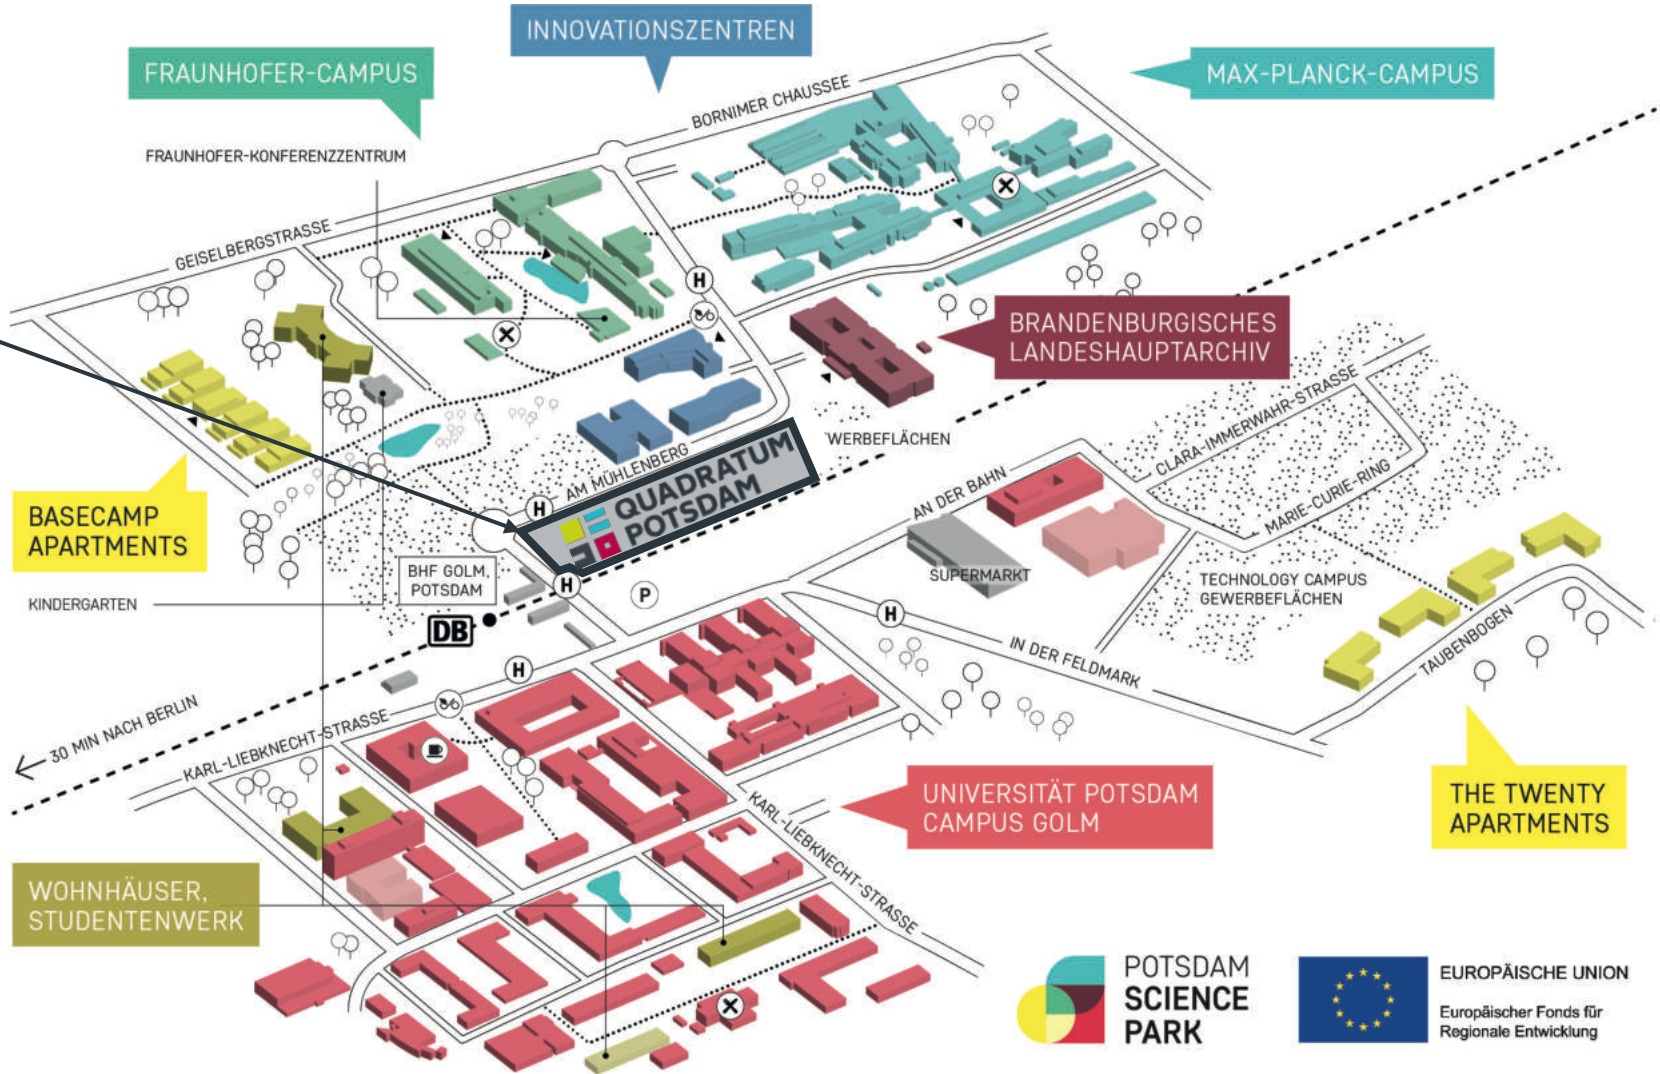 INNOVATIONSZENTREN
FRAUNHOFER-CAMPUS
MAX-PLANCK-CAMPUS
BORNIMER CHAUSSEE
FRAUNHOFER-KONFERENZZENTRUM
GEISELBERGSTRASSE
H
BRANDENBURGISCHES
LANDESHAUPTARCHIV
WERBEFLÄCHEN
AM MÜHLENBERG
QUADRATUM
POTSDAM
H
CLARA-IMMERWAHR-STRASSE
AN DER BAHN
MARIE-CURIE-RING
BASECAMP
APARTMENTS
BHF GOLM,
POTSDAM
H
P
SUPERMARKT
TECHNOLOGY CAMPUS
GEWERBEFLÄCHEN
KINDERGARTEN
DB
H
IN DER FELDMARK
TAUBENBOGEN
H
30 MIN NACH BERLIN
KARL-LIEBKNECHT-STRASSE
UNIVERSITÄT POTSDAM
CAMPUS GOLM
KARL-LIEBKNECHT-STRASSE
THE TWENTY
APARTMENTS
WOHNHÄUSER,
STUDENTENWERK
POTSDAM
SCIENCE
PARK
EUROPÄISCHE UNION
Europäischer Fonds für
Regionale Entwicklung